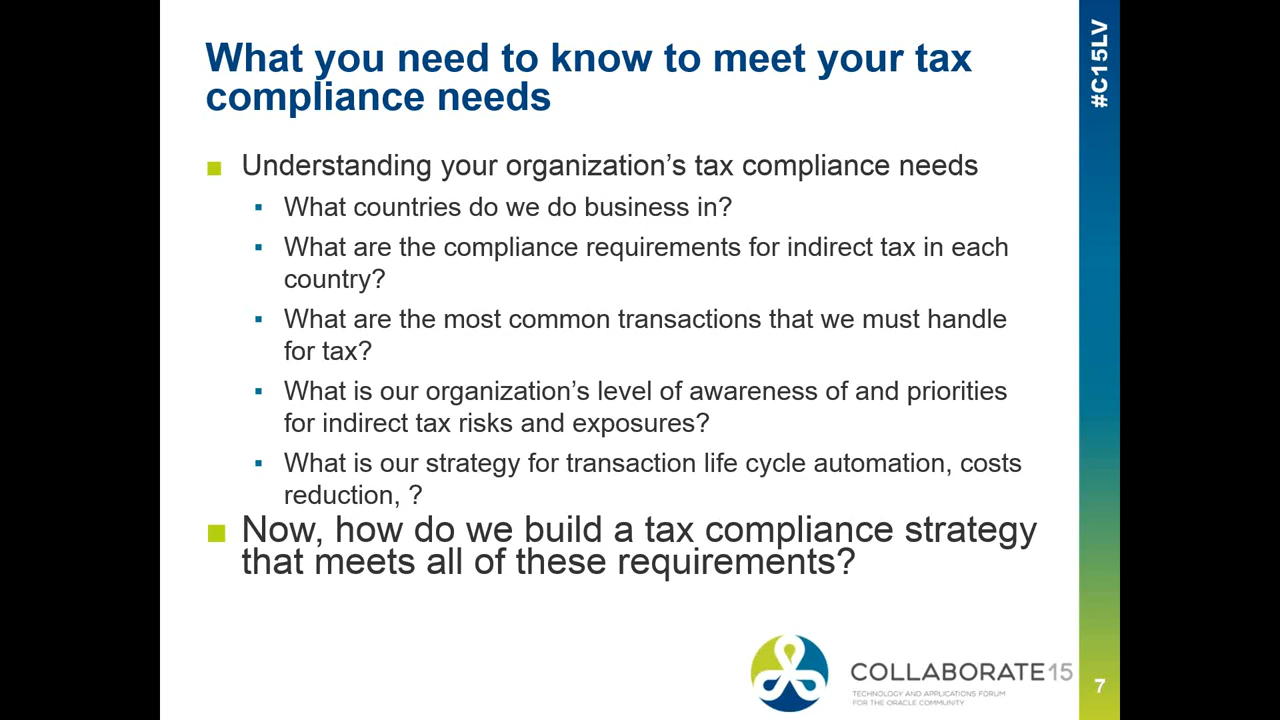 What you need to know to meet your tax
compliance needs
#C15LV
■ Understanding your organization’s tax compliance needs
▪ What countries do we do business in?
▪ What are the compliance requirements for indirect tax in each
country?
▪ What are the most common transactions that we must handle
for tax?
▪ What is our organization’s level of awareness of and priorities
for indirect tax risks and exposures?
▪ What is our strategy for transaction life cycle automation, costs
reduction, ?
■ Now, how do we build a tax compliance strategy
that meets all of these requirements?
COLLABORATE15
TECHNOLOGY AND APPLICATIONS FORUM
FOR THE ORACLE COMMUNITY
7